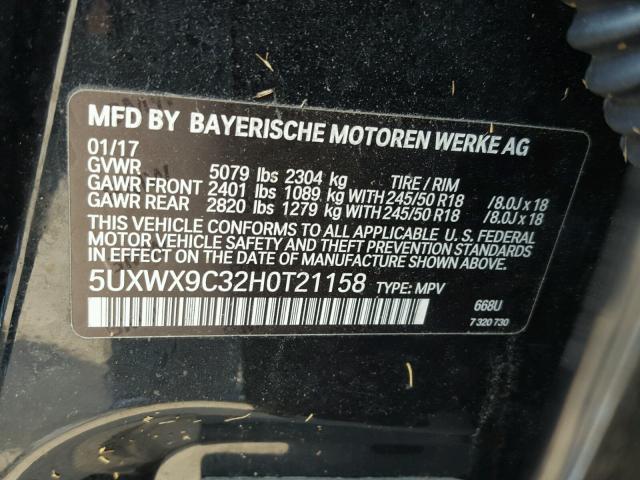 MFD BY BAYERISCHE MOTOREN WERKE AG
01/17
GVWR 5079 lbs 2304 kg TIRE / RIM
GAWR FRONT 2401 lbs 1089 kg WITH 245/50 R18 /8.0J x 18
GAWR REAR 2820 lbs 1279 kg WITH 245/50 R18 /8.0J x 18
THIS VEHICLE CONFORMS TO ALL APPLICABLE U. S. FEDERAL
MOTOR VEHICLE SAFETY, BUMPER, AND THEFT PREVENTION STANDARDS
IN EFFECT ON THE DATE OF MANUFACTURE SHOWN ABOVE.
5UXWX9C32H0T21158 TYPE: MPV
668U
7 320 730